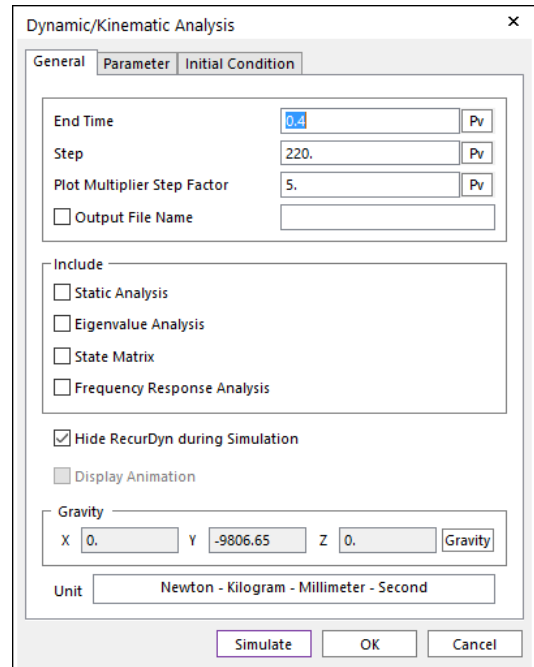 Dynamic/Kinematic Analysis
General Parameter Initial Condition
End Time 0.4 Pv
Step 220. Pv
Plot Multiplier Step Factor 5. Pv
Output File Name
Include
Static Analysis
Eigenvalue Analysis
State Matrix
Frequency Response Analysis
Hide RecurDyn during Simulation
Display Animation
Gravity
X 0. Y -9806.65 Z 0. Gravity
Unit Newton - Kilogram - Millimeter - Second
Simulate OK Cancel